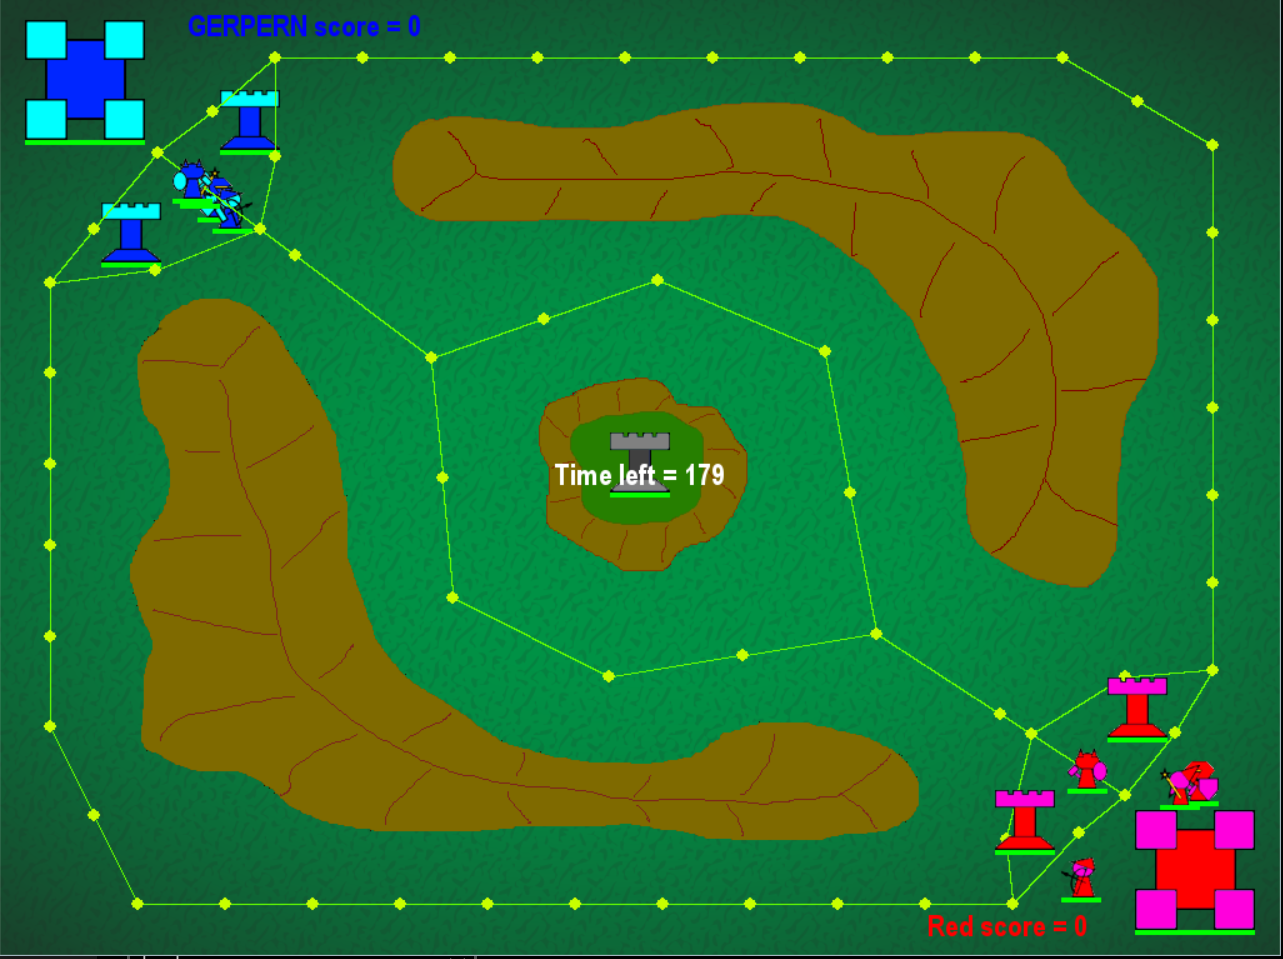 GERPERN score = 0
Time left = 179
Red score = 0